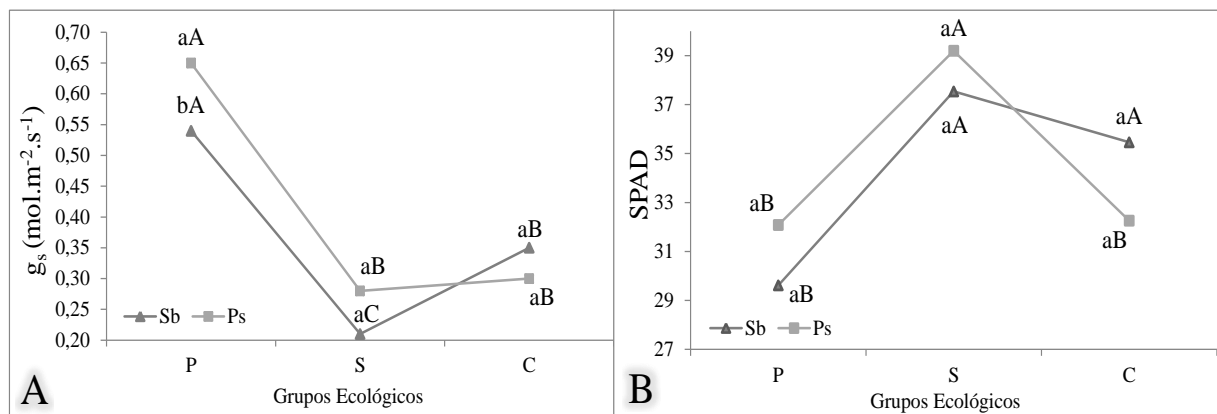 0,70
0,65
0,60
0,55
0,50
0,45
0,40
0,35
0,30
0,25
0,20
gs (mol.m-2.s-1)
aA
bA
aB
aC
aB
aB
Sb Ps
P S C
Grupos Ecológicos
A
39
37
35
33
31
29
27
SPAD
aA
aA
aA
aB
aB
aB
Sb Ps
P S C
Grupos Ecológicos
B